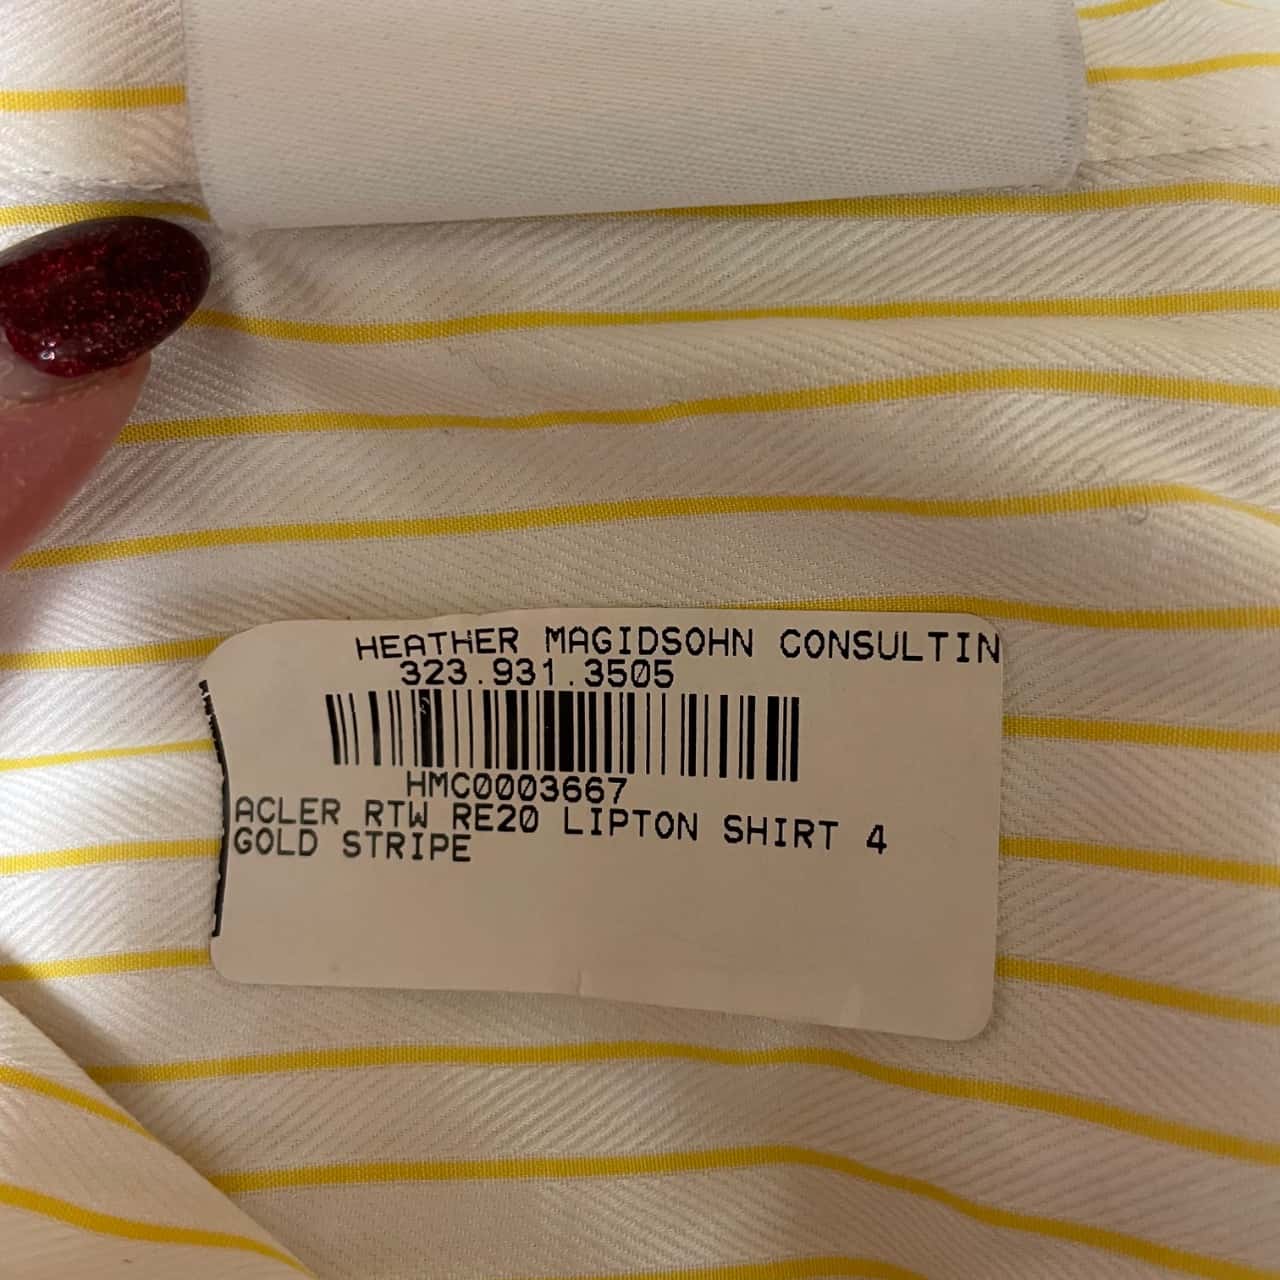 HEATHER MAGIDSOHN CONSULTIN
323.931.3505
HMC0003667
ACLER RTW RE20 LIPTON SHIRT 4
GOLD STRIPE